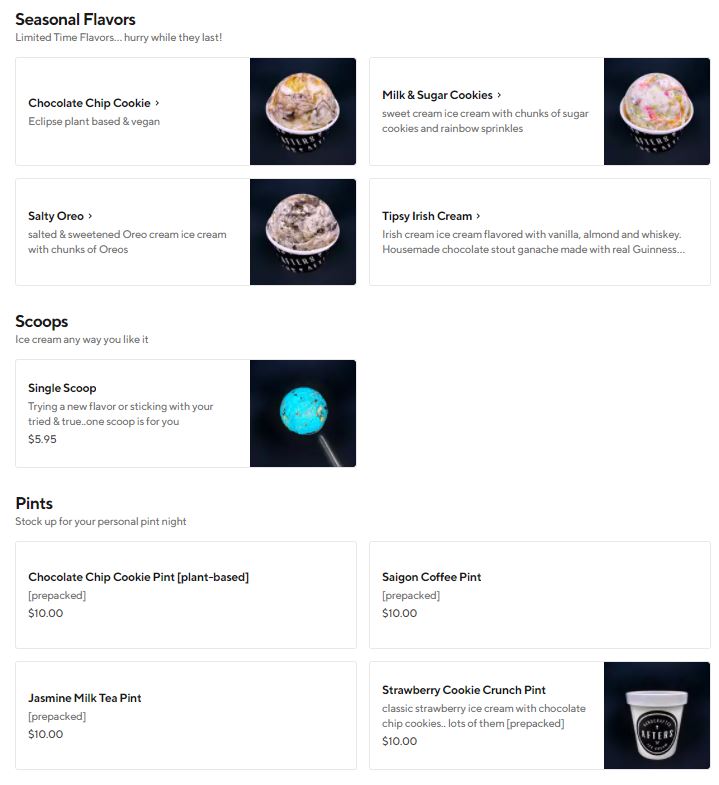 Seasonal Flavors
Limited Time Flavors... hurry while they last!
Chocolate Chip Cookie ›
Eclipse plant based & vegan
Milk & Sugar Cookies ›
sweet cream ice cream with chunks of sugar
cookies and rainbow sprinkles
Salty Oreo ›
salted & sweetened Oreo cream ice cream
with chunks of Oreos
Tipsy Irish Cream ›
Irish cream ice cream flavored with vanilla, almond and whiskey.
Housemade chocolate stout ganache made with real Guinness...
Scoops
Ice cream any way you like it
Single Scoop
Trying a new flavor or sticking with your
tried & true..one scoop is for you
$5.95
Pints
Stock up for your personal pint night
Chocolate Chip Cookie Pint [plant-based]
[prepacked]
$10.00
Saigon Coffee Pint
[prepacked]
$10.00
Jasmine Milk Tea Pint
[prepacked]
$10.00
Strawberry Cookie Crunch Pint
classic strawberry ice cream with chocolate
chip cookies.. lots of them [prepacked]
$10.00
HANDCRAFTED
AFTERS
ICE CREAM